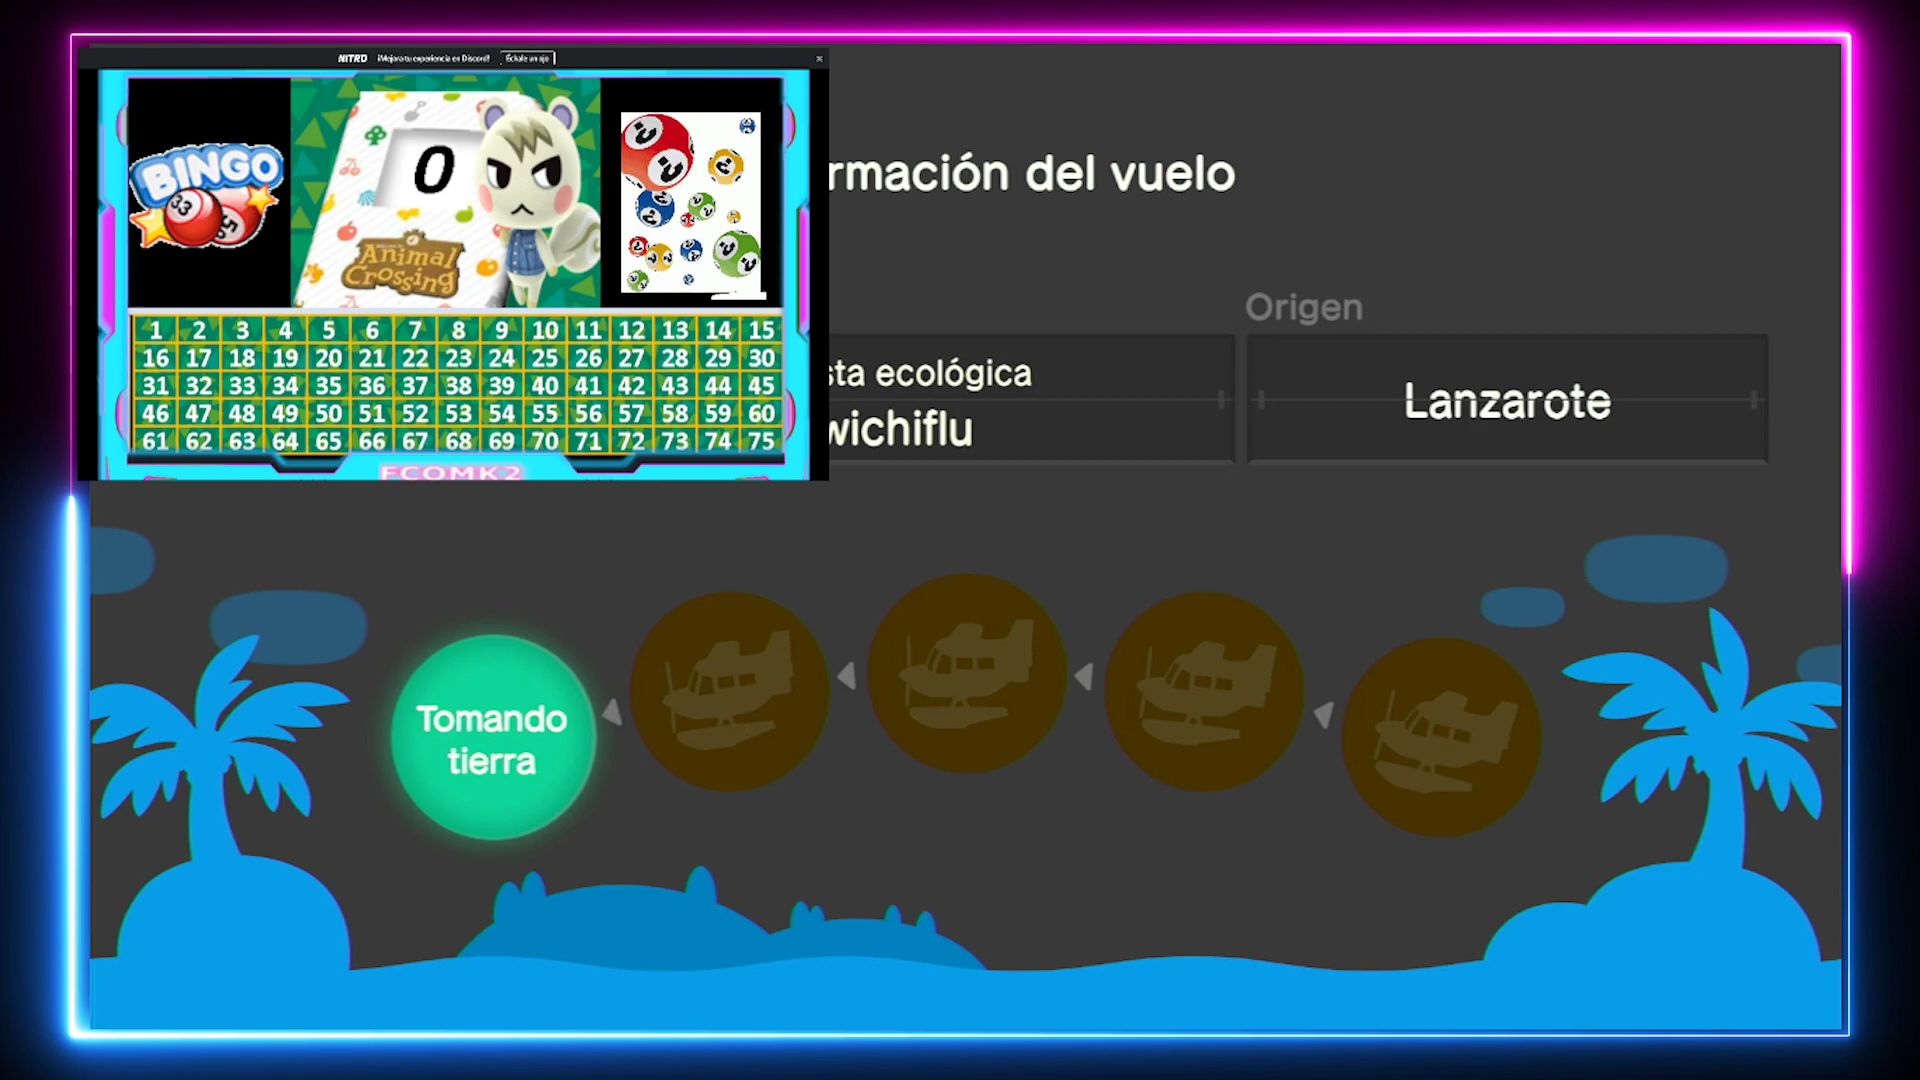 NITRO ¡Mejora tu experiencia en Discord! Échale un ojo
BINGO
33
0
Animal
Crossing
1 2 3 4 5 6 7 8 9 10 11 12 13 14 15
16 17 18 19 20 21 22 23 24 25 26 27 28 29 30
31 32 33 34 35 36 37 38 39 40 41 42 43 44 45
46 47 48 49 50 51 52 53 54 55 56 57 58 59 60
61 62 63 64 65 66 67 68 69 70 71 72 73 74 75
FCOMK2
rmación del vuelo
Origen
sta ecológica
wichiflu
Lanzarote
Tomando
tierra